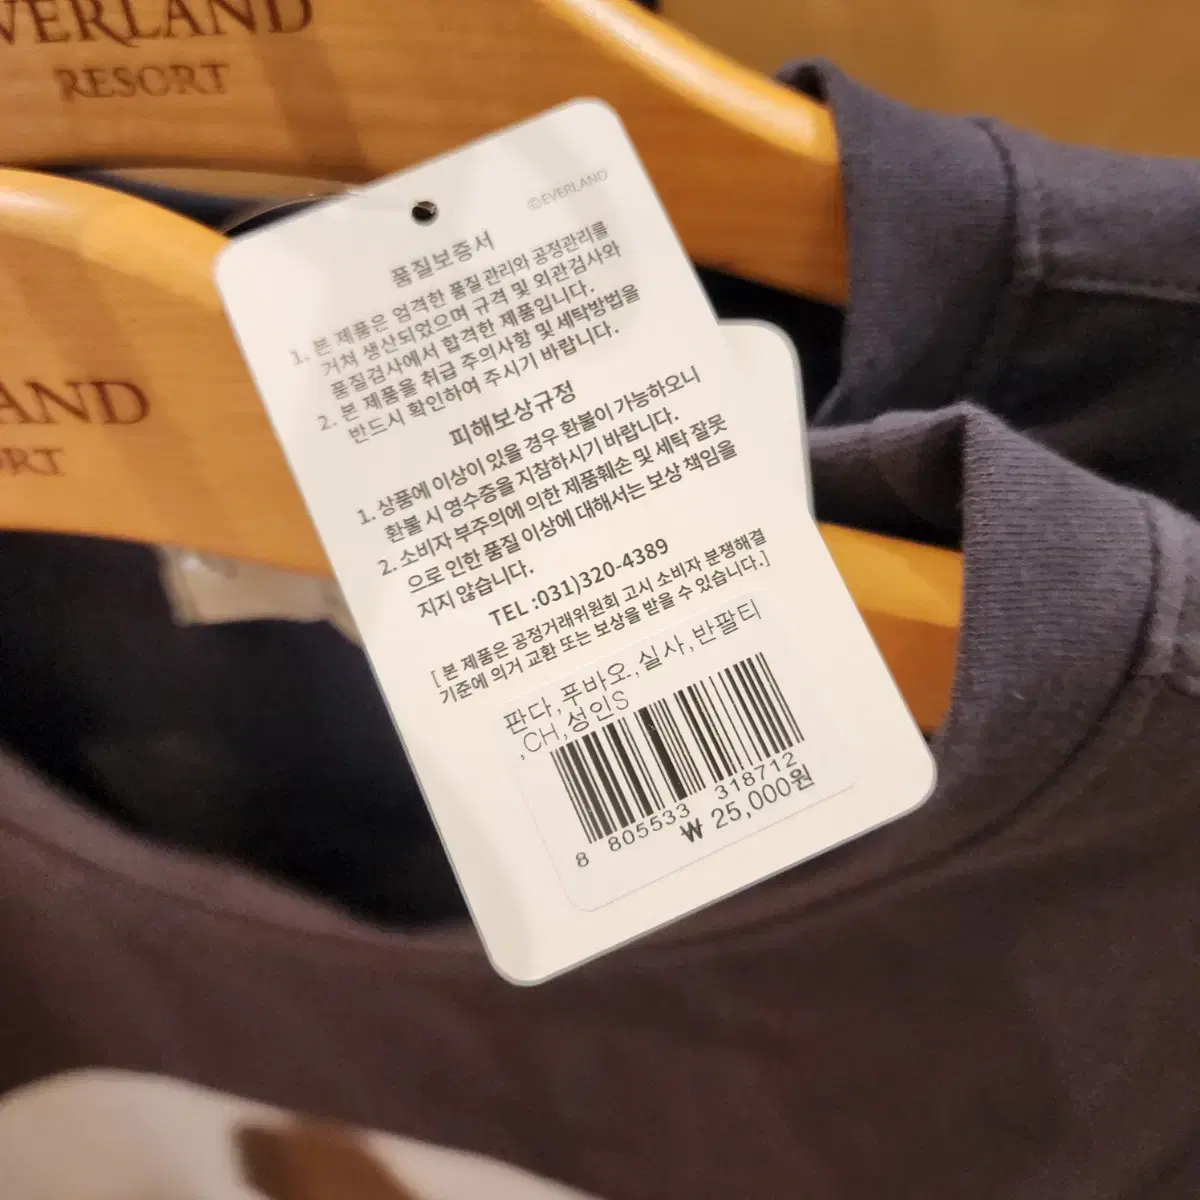 EVERLAND
RESORT
AND
ORT
©EVERLAND
품질보증서
1. 본 제품은 엄격한 품질관리와 공정관리를
거쳐 생산되었으며 규격 및 외관검사와
품질검사에서 합격한 제품입니다.
2. 본 제품을 취급 주의사항 및 세탁방법을
반드시 확인하여 주시기 바랍니다.
피해보상규정
1. 상품에 이상이 있을 경우 환불이 가능하오니
환불 시 영수증을 지참하시기 바랍니다.
2. 소비자 부주의에 의한 제품훼손 및 세탁 잘못
으로 인한 품질 이상에 대해서는 보상 책임을
지지 않습니다.
TEL :031)320-4389
[ 본 제품은 공정거래위원회 고시 소비자 분쟁해결
기준에 의거 교환 또는 보상을 받을 수 있습니다.]
판다,푸바오,실사,반팔티
,CH,성인S
8 805533 318712
₩ 25,000원